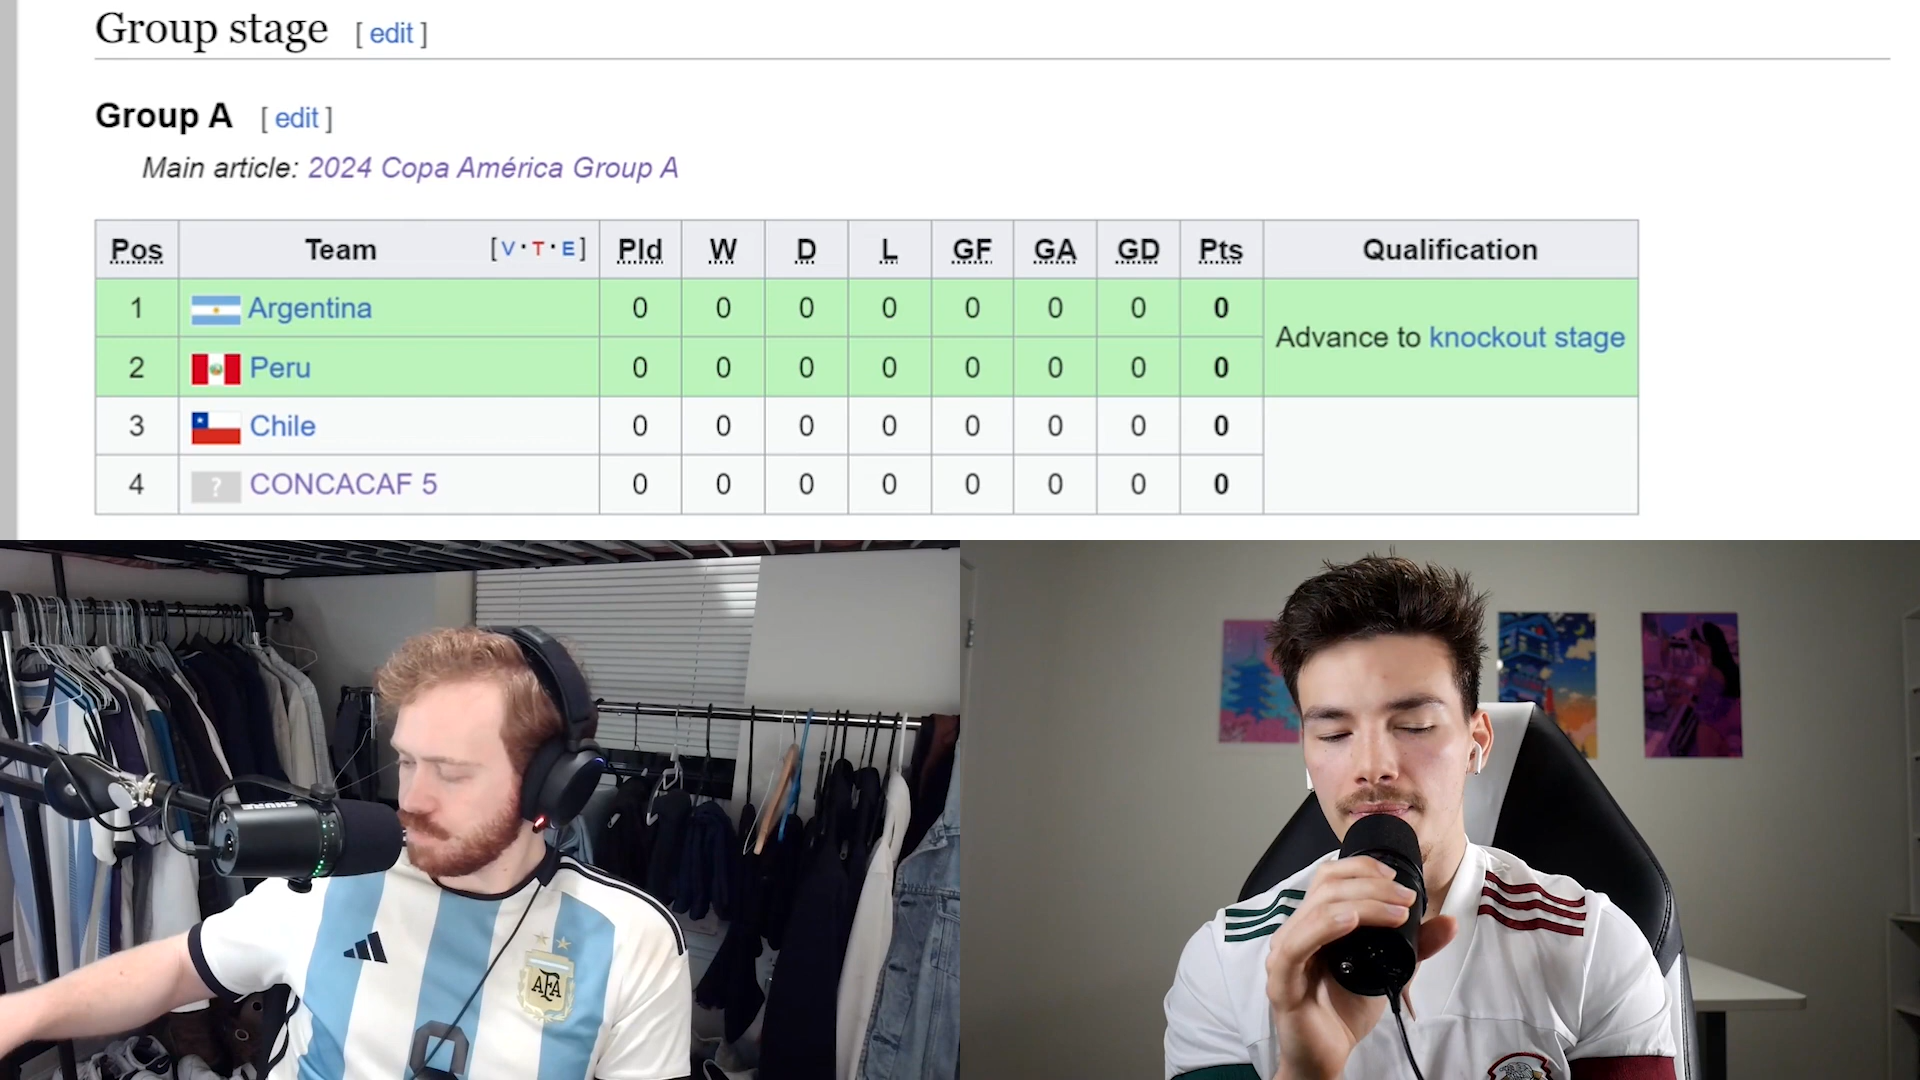 Group stage [ edit ]
Group A [ edit ]
Main article: 2024 Copa América Group A
Pos Team [ V · T · E ] Pld W D L GF GA GD Pts Qualification
1 Argentina 0 0 0 0 0 0 0 0 Advance to knockout stage
2 Peru 0 0 0 0 0 0 0 0
3 Chile 0 0 0 0 0 0 0 0
4 ? CONCACAF 5 0 0 0 0 0 0 0 0
SHURE
AFA